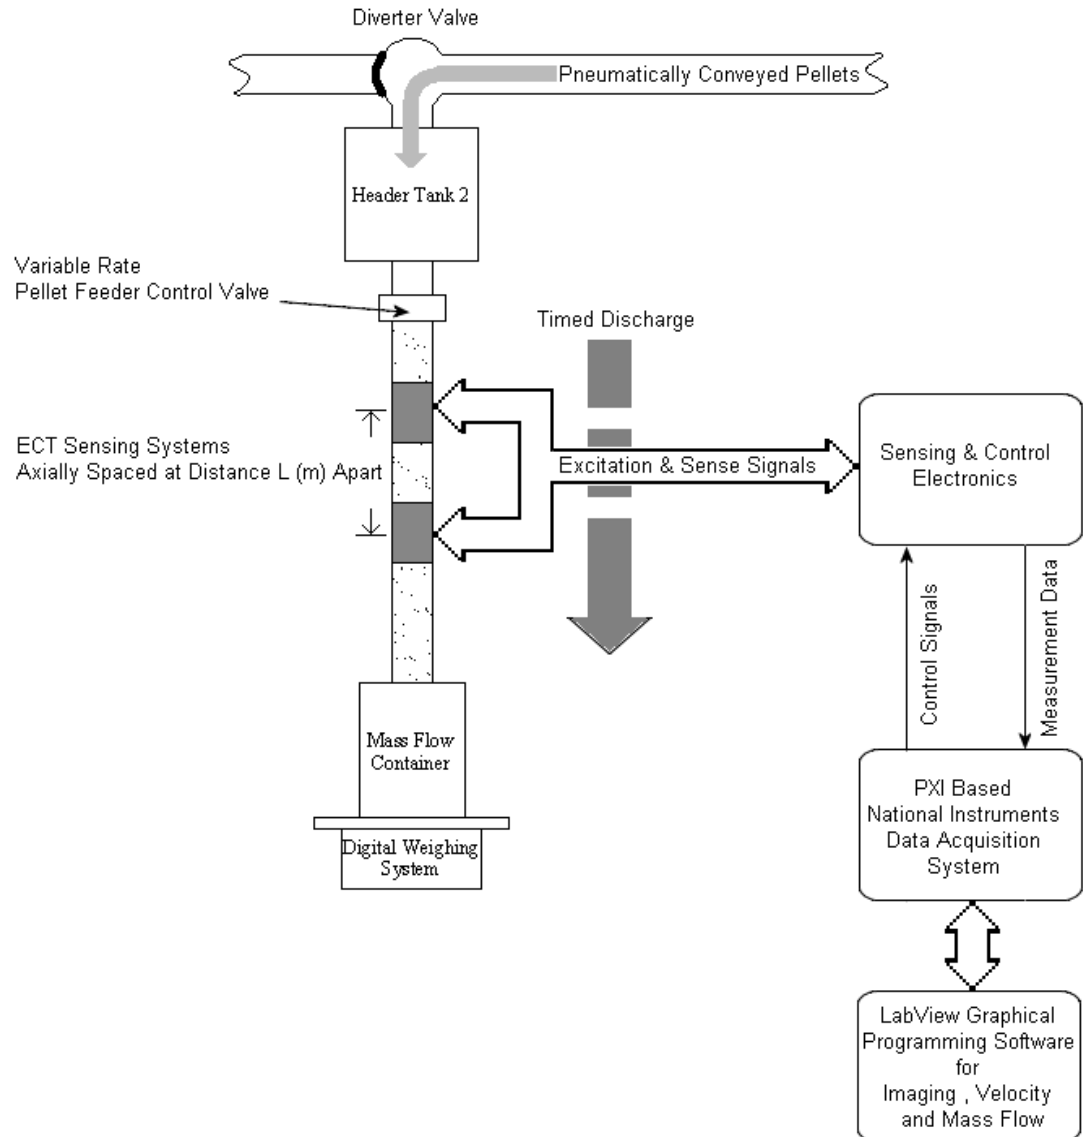 Diverter Valve
Pneumatically Conveyed Pellets
Header Tank 2
Variable Rate
Pellet Feeder Control Valve
Timed Discharge
ECT Sensing Systems
Axially Spaced at Distance L (m) Apart
Excitation & Sense Signals
Sensing & Control
Electronics
Control Signals
Measurement Data
Mass Flow
Container
Digital Weighing
System
PXI Based
National Instruments
Data Acquisition
System
LabView Graphical
Programming Software
for
Imaging , Velocity
and Mass Flow